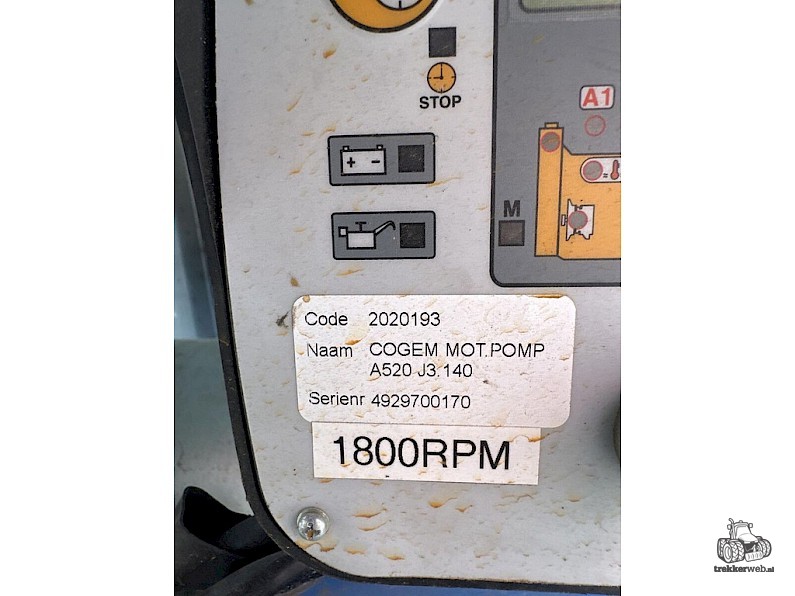 STOP
A1
+ -
M
Code 2020193
Naam COGEM MOT.POMP
A520 J3.140
Serienr 4929700170
1800RPM
trekkerweb.nl